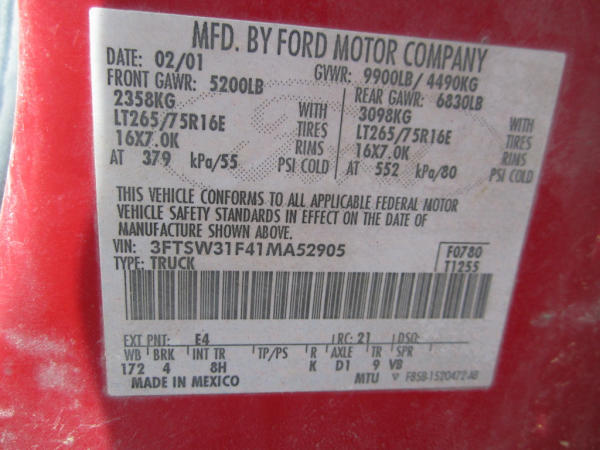 MFD. BY FORD MOTOR COMPANY
DATE: 02/01 GVWR: 9900LB/ 4490KG
FRONT GAWR: 5200LB REAR GAWR: 6830LB
2358KG WITH 3098KG WITH
LT265/75R16E TIRES LT265/75R16E TIRES
16X7.0K RIMS 16X7.0K RIMS
AT 379 kPa/55 PSI COLD AT 552 kPa/80 PSI COLD
THIS VEHICLE CONFORMS TO ALL APPLICABLE FEDERAL MOTOR
VEHICLE SAFETY STANDARDS IN EFFECT ON THE DATE OF
MANUFACTURE SHOWN ABOVE.
VIN: 3FTSW31F41MA52905 F0780
TYPE: TRUCK T1255
EXT PNT: E4 RC: 21 DSO:
WB BRK INT TR TP/PS R AXLE TR SPR
172 4 8H K D1 9 VB
MADE IN MEXICO MTU F85B-1520472-AB